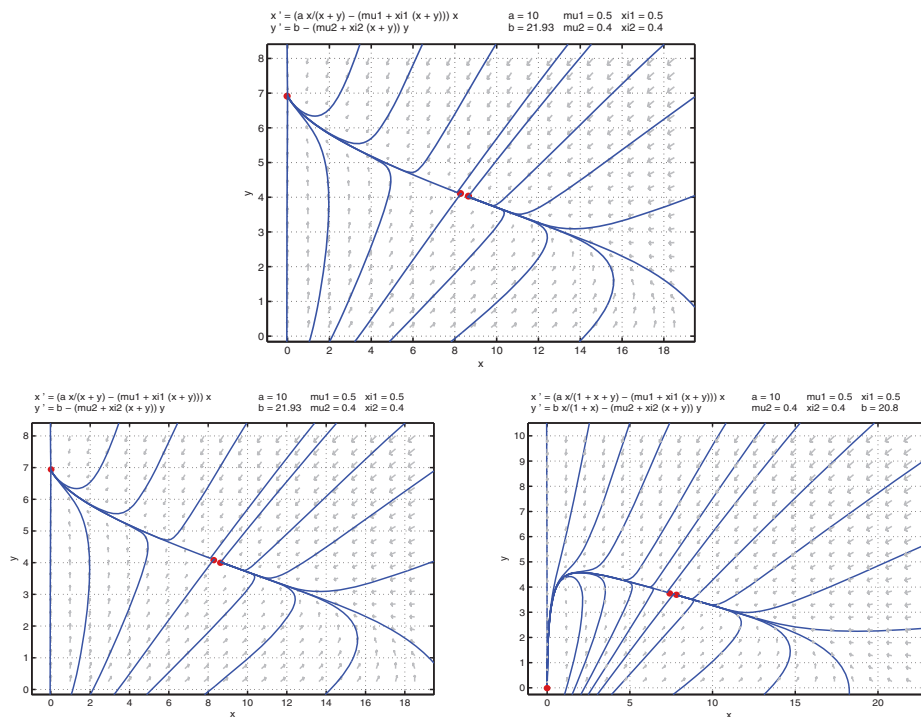 x ' = (a x/(x + y) − (mu1 + xi1 (x + y))) x
y ' = b − (mu2 + xi2 (x + y)) y
a = 10 mu1 = 0.5 xi1 = 0.5
b = 21.93 mu2 = 0.4 xi2 = 0.4
8
7
6
5
4
3
2
1
0
y
0 2 4 6 8 10 12 14 16 18
x
x ' = (a x/(x + y) − (mu1 + xi1 (x + y))) x
y ' = b − (mu2 + xi2 (x + y)) y
a = 10 mu1 = 0.5 xi1 = 0.5
b = 21.93 mu2 = 0.4 xi2 = 0.4
8
7
6
5
4
3
2
1
0
y
0 2 4 6 8 10 12 14 16 18
x
x ' = (a x/(1 + x + y) − (mu1 + xi1 (x + y))) x
y ' = b x/(1 + x) − (mu2 + xi2 (x + y)) y
a = 10 mu1 = 0.5 xi1 = 0.5
mu2 = 0.4 xi2 = 0.4 b = 20.8
10
9
8
7
6
5
4
3
2
1
0
y
0 5 10 15 20
x